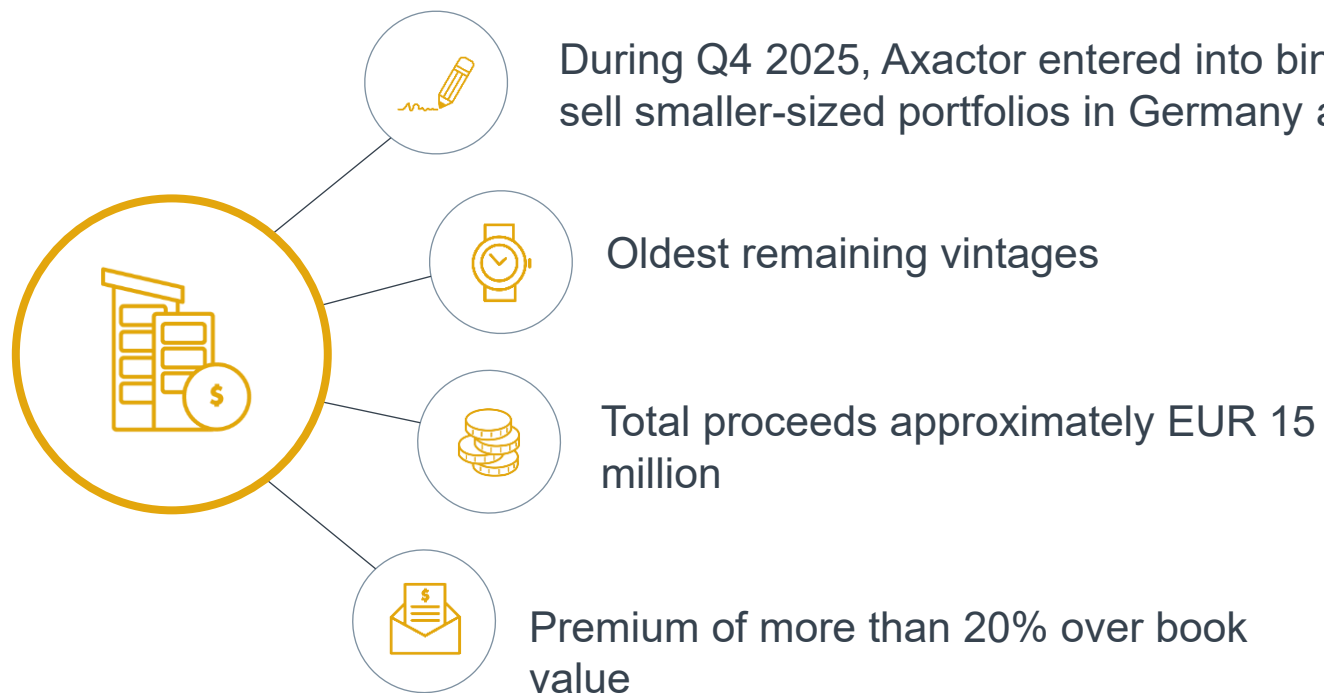 During Q4 2025, Axactor entered into
sell smaller-sized portfolios in Germany
Oldest remaining vintages
Total proceeds approximately EUR 15
million
Premium of more than 20% over book
value